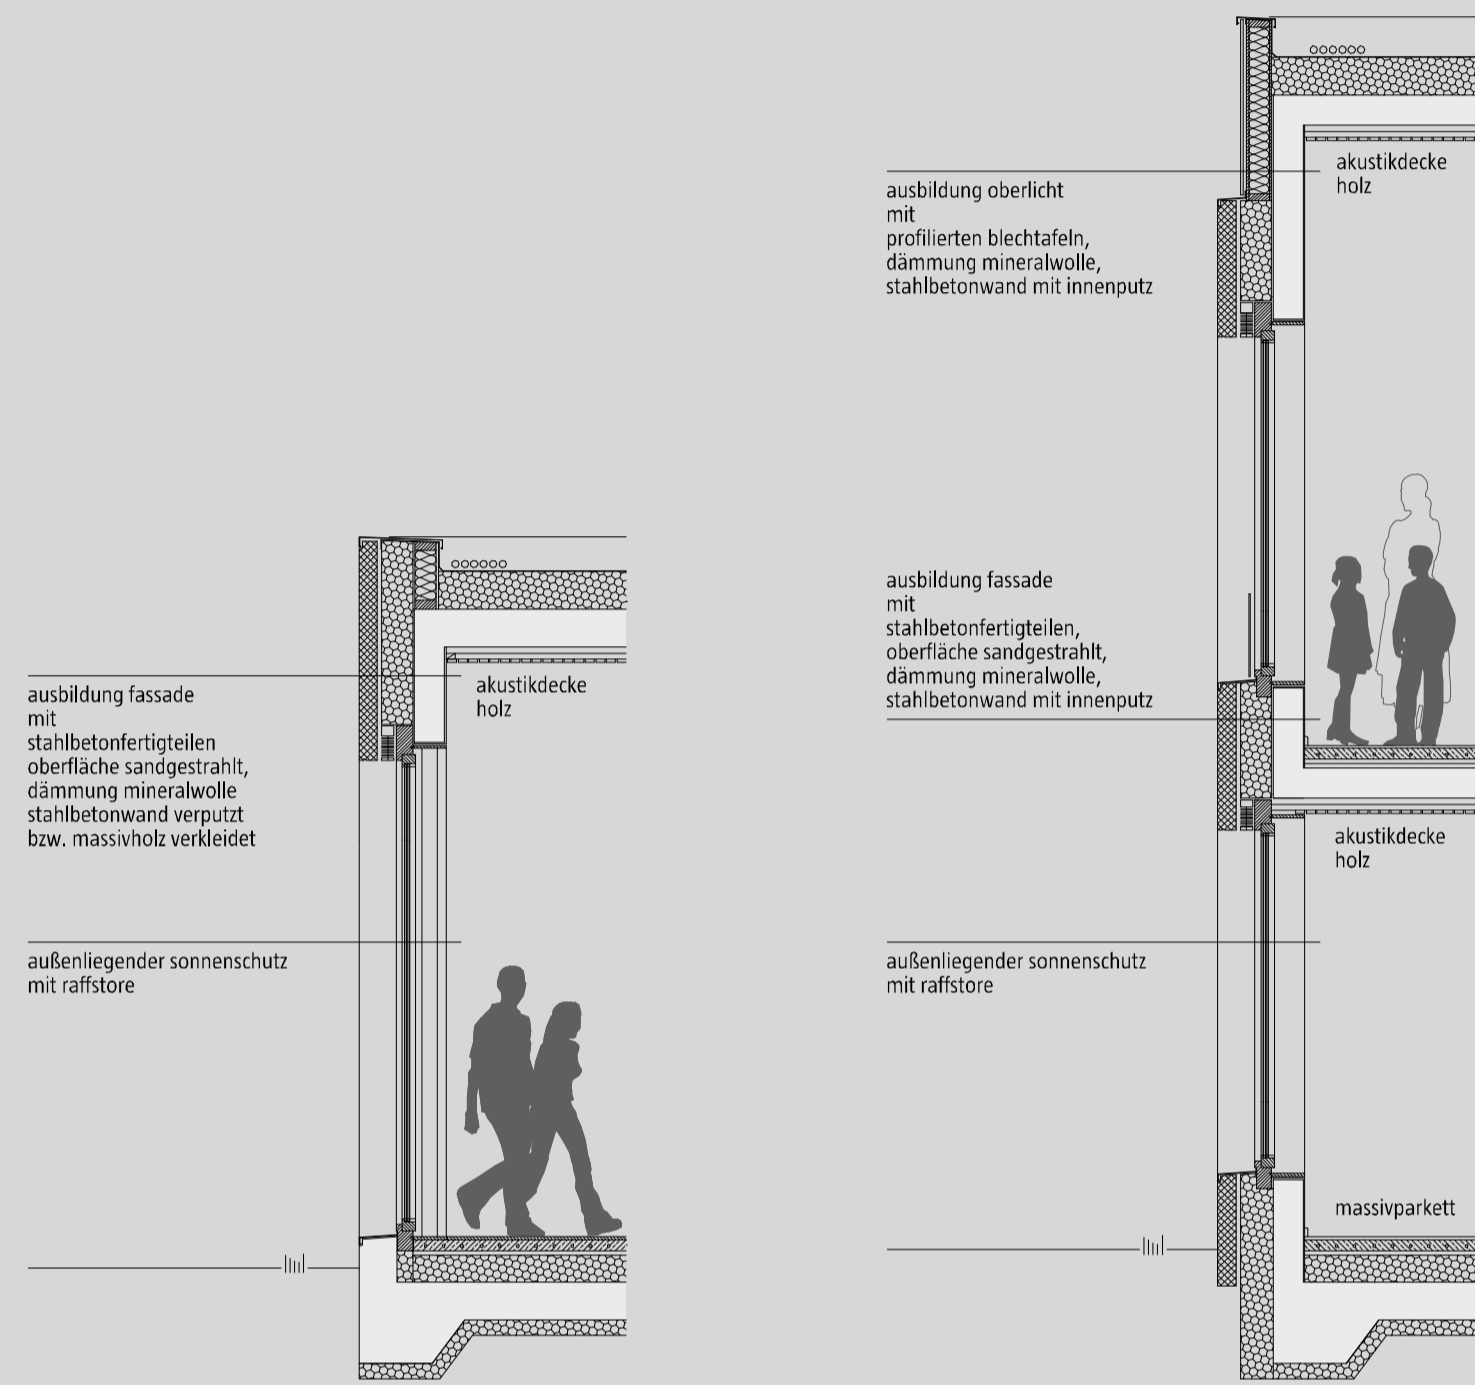 akustikdecke
holz
ausbildung fassade
mit
stahlbetonfertigteilen
oberfläche sandgestrahlt,
dämmung mineralwolle
stahlbetonwand verputzt
bzw. massivholz verkleidet
außenliegender sonnenschutz
mit raffstore
ausbildung oberlicht
mit
profilierten blechtafeln,
dämmung mineralwolle,
stahlbetonwand mit innenputz
akustikdecke
holz
ausbildung fassade
mit
stahlbetonfertigteilen,
oberfläche sandgestrahlt,
dämmung mineralwolle,
stahlbetonwand mit innenputz
akustikdecke
holz
außenliegender sonnenschutz
mit raffstore
massivparkett